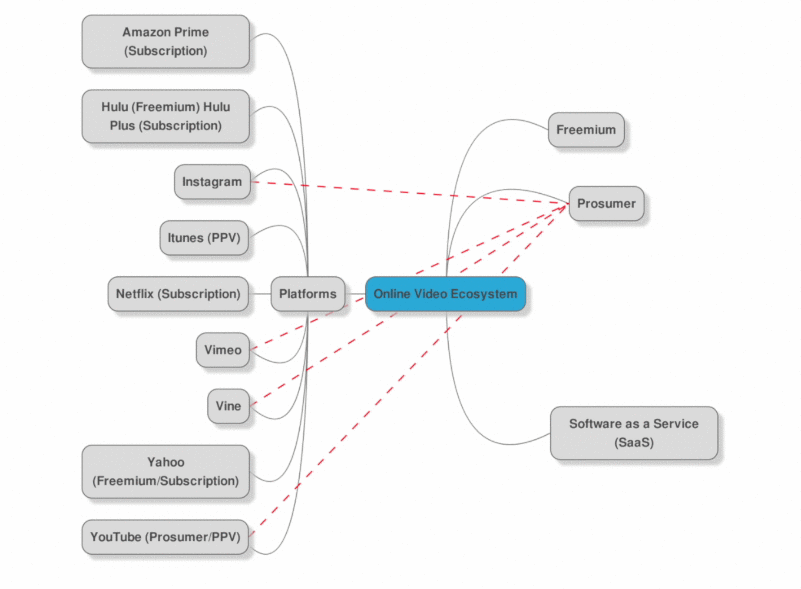 Amazon Prime
(Subscription)
Hulu (Freemium) Hulu
Plus (Subscription)
Instagram
Itunes (PPV)
Netflix (Subscription)
Vimeo
Vine
Yahoo
(Freemium/Subscription)
YouTube (Prosumer/PPV)
Platforms
Online Video Ecosystem
Freemium
Prosumer
Software as a Service
(SaaS)